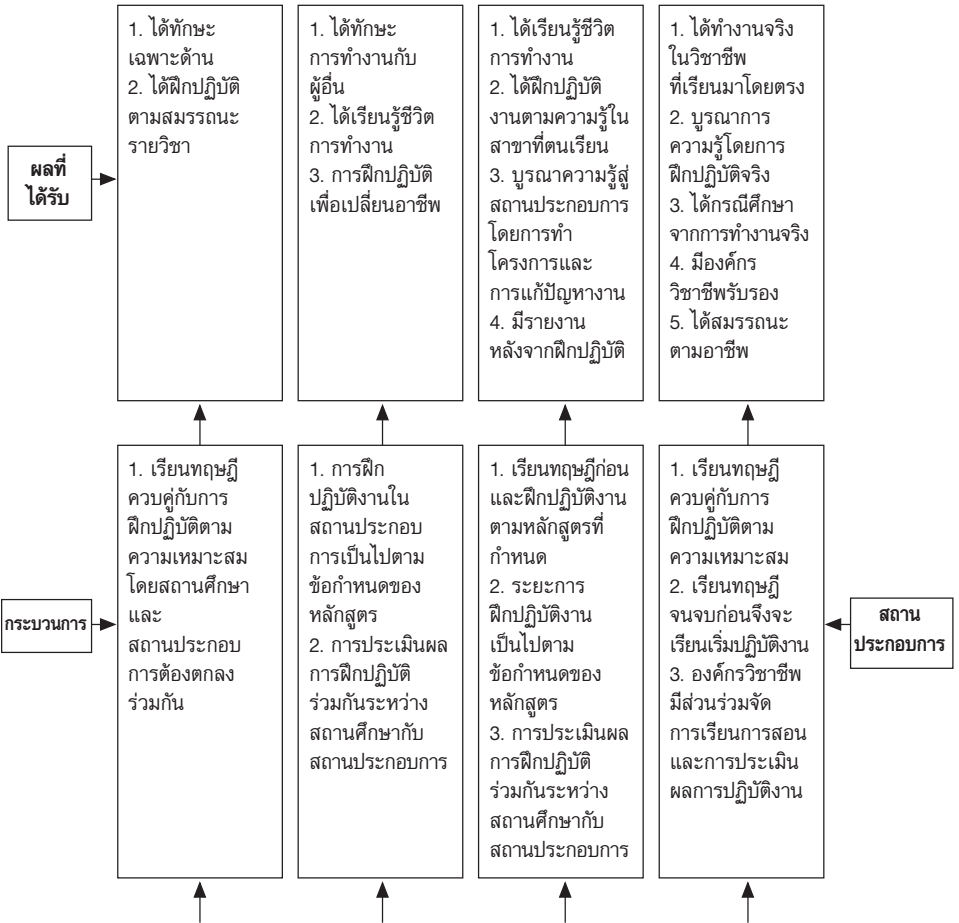 ผลที่
ได้รับ
1. ได้ทักษะ
เฉพาะด้าน
2. ได้ฝึกปฏิบัติ
ตามสมรรถนะ
รายวิชา
1. ได้ทักษะ
การทำงานกับ
ผู้อื่น
2. ได้เรียนรู้ชีวิต
การทำงาน
3. การฝึกปฏิบัติ
เพื่อเปลี่ยนอาชีพ
1. ได้เรียนรู้ชีวิต
การทำงาน
2. ได้ฝึกปฏิบัติ
งานตามความรู้ใน
สาขาที่ตนเรียน
3. บูรณาความรู้สู่
สถานประกอบการ
โดยการทำ
โครงการและ
การแก้ปัญหางาน
4. มีรายงาน
หลังจากฝึกปฏิบัติ
1. ได้ทำงานจริง
ในวิชาชีพ
ที่เรียนมาโดยตรง
2. บูรณาการ
ความรู้โดยการ
ฝึกปฏิบัติจริง
3. ได้กรณีศึกษา
จากการทำงานจริง
4. มีองค์กร
วิชาชีพรับรอง
5. ได้สมรรถนะ
ตามอาชีพ
กระบวนการ
1. เรียนทฤษฎี
ควบคู่กับการ
ฝึกปฏิบัติตาม
ความเหมาะสม
โดยสถานศึกษา
และ
สถานประกอบ
การต้องตกลง
ร่วมกัน
1. การฝึก
ปฏิบัติงานใน
สถานประกอบ
การเป็นไปตาม
ข้อกำหนดของ
หลักสูตร
2. การประเมินผล
การฝึกปฏิบัติ
ร่วมกันระหว่าง
สถานศึกษากับ
สถานประกอบการ
1. เรียนทฤษฎีก่อน
และฝึกปฏิบัติงาน
ตามหลักสูตรที่
กำหนด
2. ระยะการ
ฝึกปฏิบัติงาน
เป็นไปตาม
ข้อกำหนดของ
หลักสูตร
3. การประเมินผล
การฝึกปฏิบัติ
ร่วมกันระหว่าง
สถานศึกษากับ
สถานประกอบการ
1. เรียนทฤษฎี
ควบคู่กับการ
ฝึกปฏิบัติตาม
ความเหมาะสม
2. เรียนทฤษฎี
จนจบก่อนจึงจะ
เรียนเริ่มปฏิบัติงาน
3. องค์กรวิชาชีพ
มีส่วนร่วมจัด
การเรียนการสอน
และการประเมิน
ผลการปฏิบัติงาน
สถาน
ประกอบการ